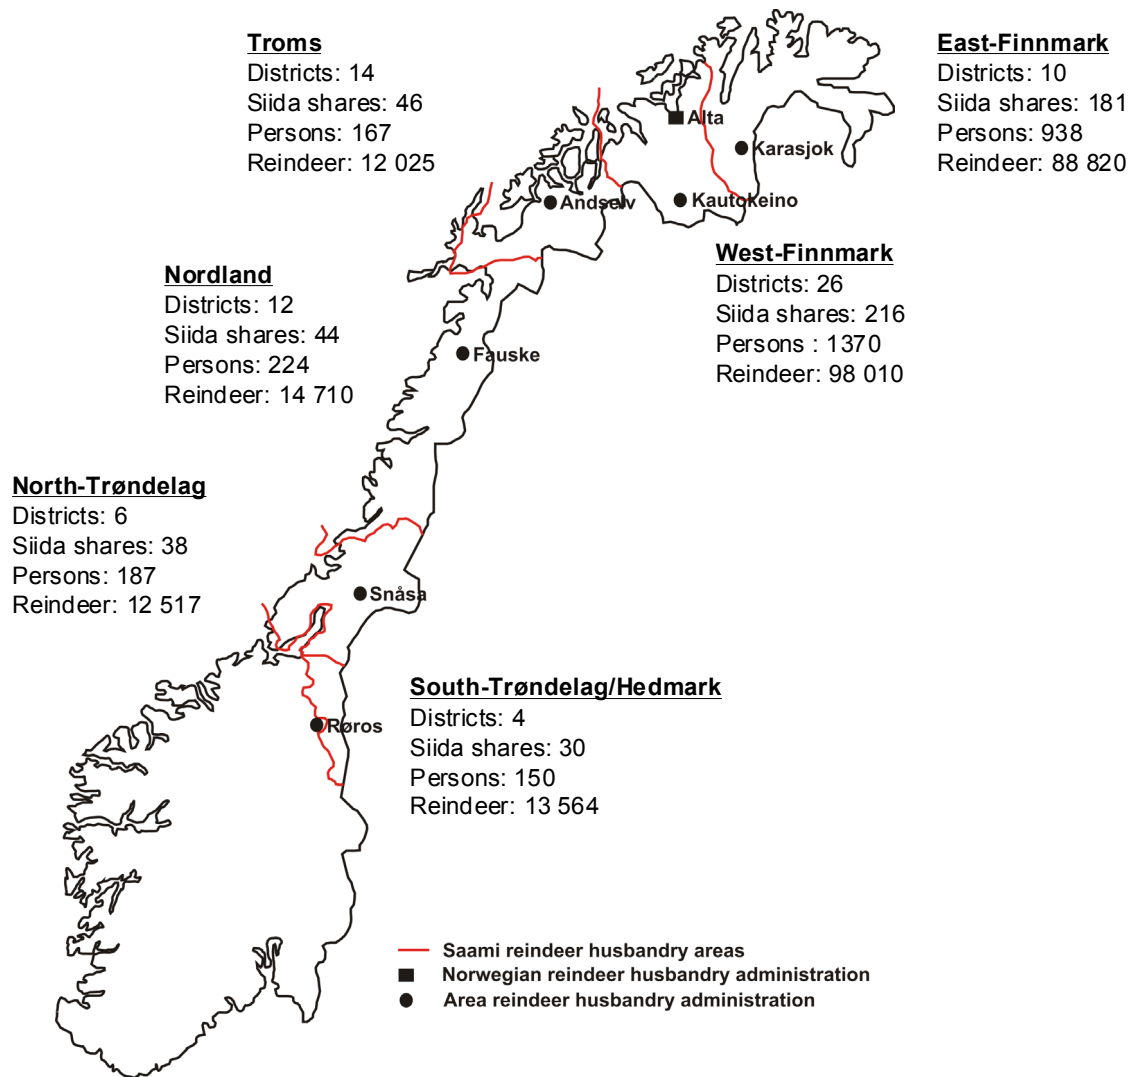 Troms
Districts: 14
Siida shares: 46
Persons: 167
Reindeer: 12 025
East-Finnmark
Districts: 10
Siida shares: 181
Persons: 938
Reindeer: 88 820
Alta
Karasjok
Andselv
Kautokeino
West-Finnmark
Districts: 26
Siida shares: 216
Persons : 1370
Reindeer: 98 010
Nordland
Districts: 12
Siida shares: 44
Persons: 224
Reindeer: 14 710
Fauske
North-Trøndelag
Districts: 6
Siida shares: 38
Persons: 187
Reindeer: 12 517
Snåsa
South-Trøndelag/Hedmark
Districts: 4
Siida shares: 30
Persons: 150
Reindeer: 13 564
Røros
Saami reindeer husbandry areas
Norwegian reindeer husbandry administration
Area reindeer husbandry administration